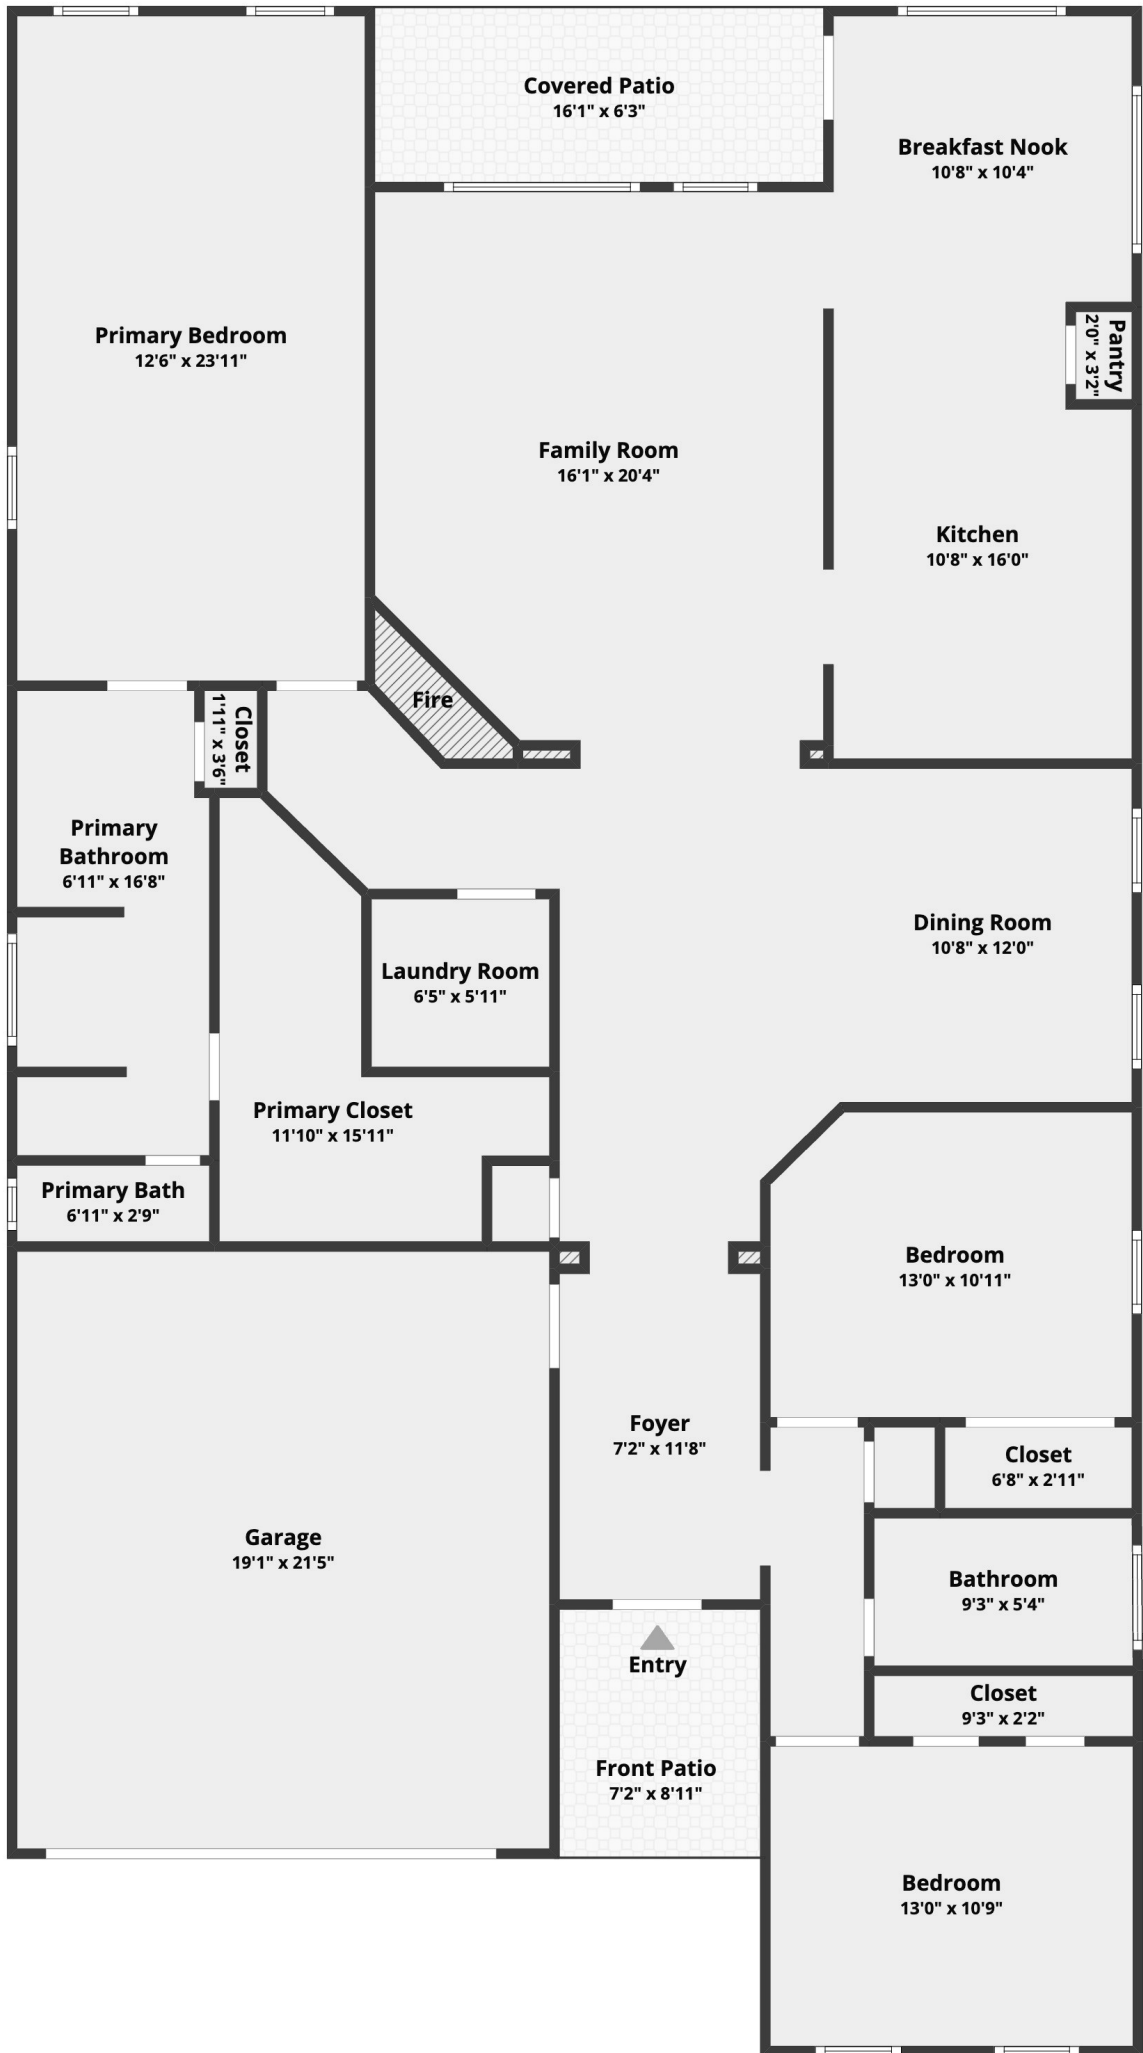 Covered Patio
16'1" x 6'3"
Breakfast Nook
10'8" x 10'4"
Primary Bedroom
12'6" x 23'11"
Pantry
2'0" x 3'2"
Family Room
16'1" x 20'4"
Kitchen
10'8" x 16'0"
Fire
Closet
1'11" x 3'6"
Primary
Bathroom
6'11" x 16'8"
Dining Room
10'8" x 12'0"
Laundry Room
6'5" x 5'11"
Primary Closet
11'10" x 15'11"
Primary Bath
6'11" x 2'9"
Bedroom
13'0" x 10'11"
Foyer
7'2" x 11'8"
Closet
6'8" x 2'11"
Garage
19'1" x 21'5"
Bathroom
9'3" x 5'4"
Entry
Closet
9'3" x 2'2"
Front Patio
7'2" x 8'11"
Bedroom
13'0" x 10'9"